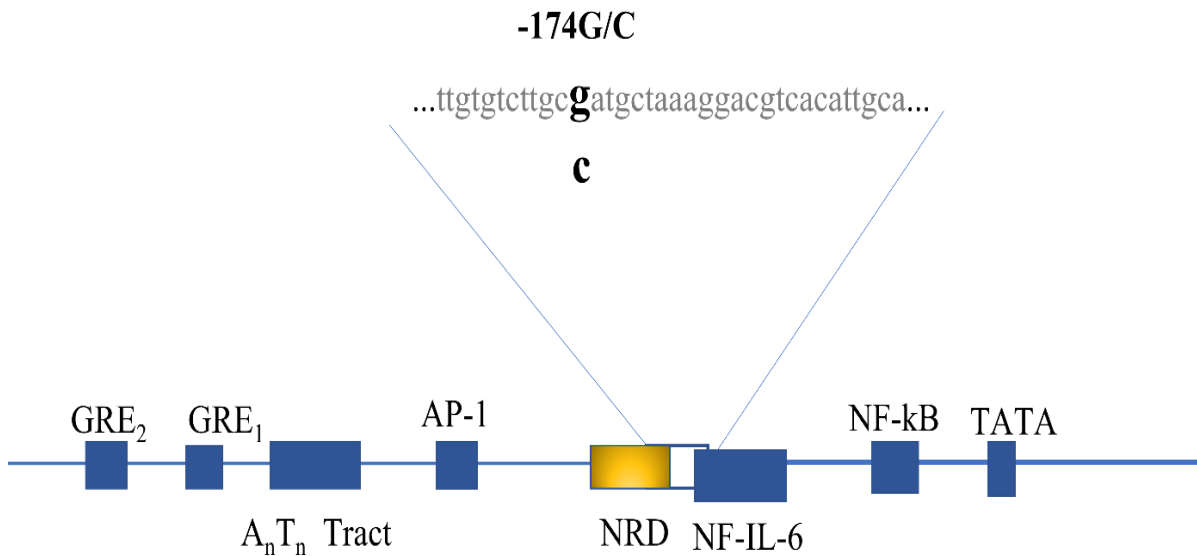 -174G/C
...ttgtgtcttgcgatgctaaaggacgtcacattgca...
c
GRE₂ GRE₁ AP-1 NF-kB TATA
AₙTₙ Tract NRD NF-IL-6